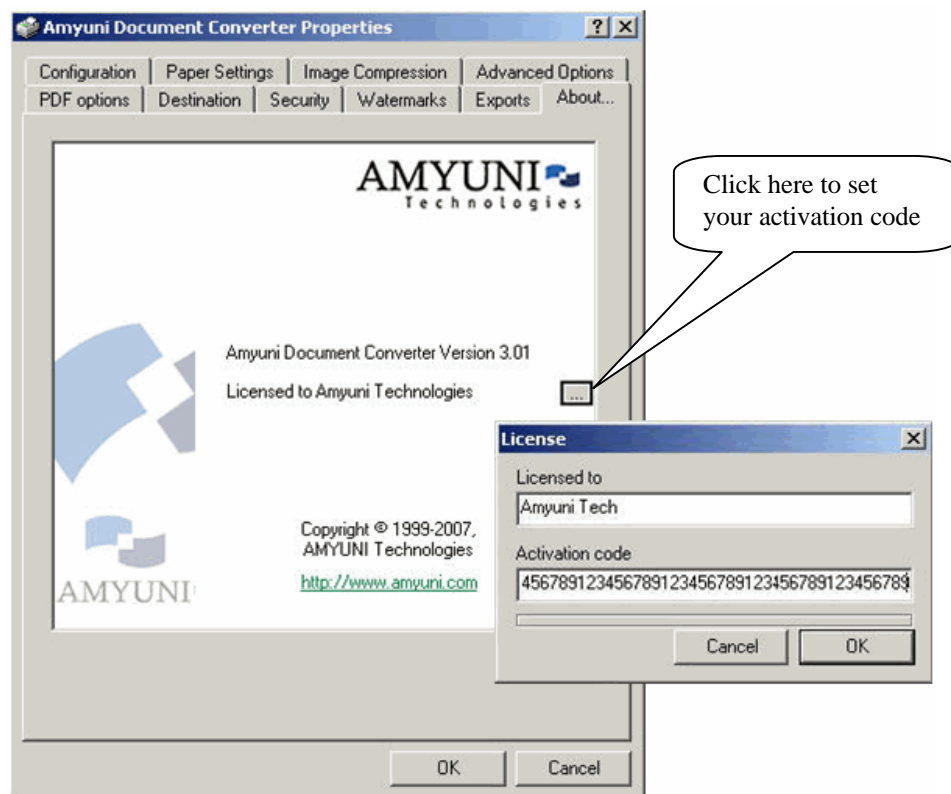 Amyuni Document Converter Properties
Configuration Paper Settings Image Compression Advanced Options
PDF options Destination Security Watermarks Exports About...
AMYUNI
Technologies
Click here to set
your activation code
Amyuni Document Converter Version 3.01
Licensed to Amyuni Technologies
...
Copyright © 1999-2007,
AMYUNI Technologies
http://www.amyuni.com
AMYUNI
License
Licensed to
Amyuni Tech
Activation code
456789123456789123456789123456789123456789
Cancel OK
OK Cancel